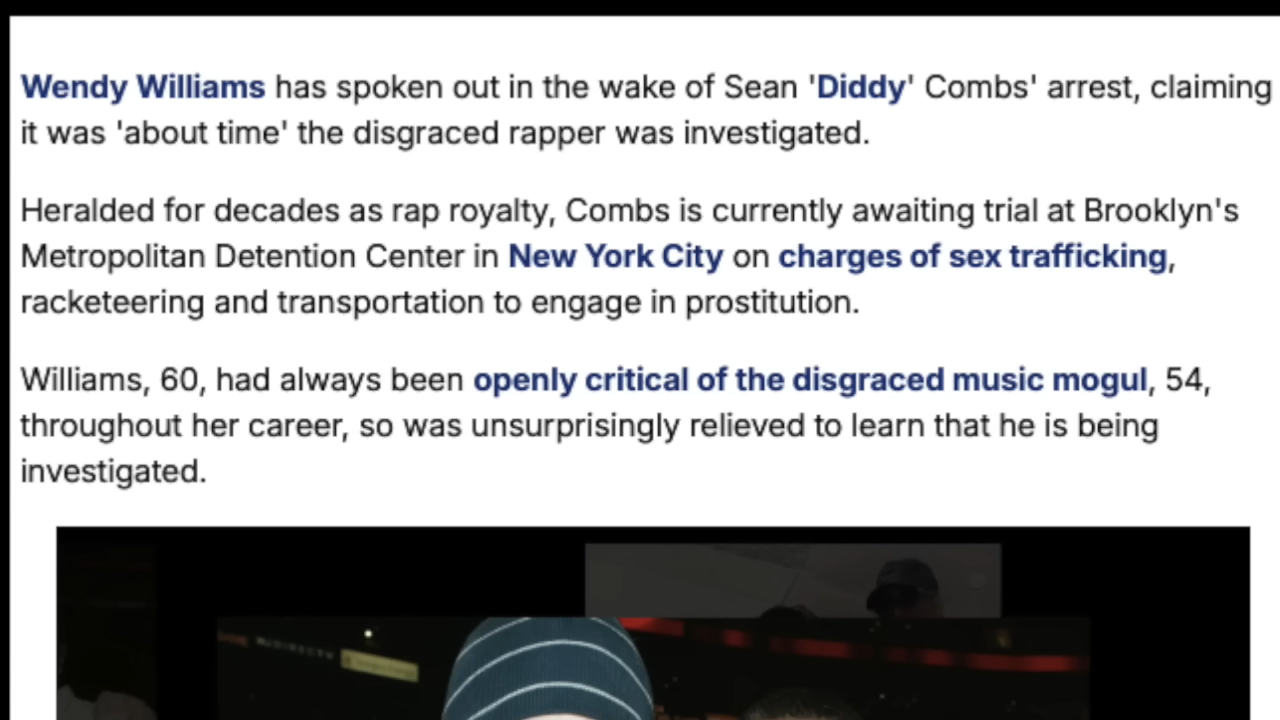 Wendy Williams has spoken out in the wake of Sean 'Diddy' Combs' arrest, claiming
it was 'about time' the disgraced rapper was investigated.
Heralded for decades as rap royalty, Combs is currently awaiting trial at Brooklyn's
Metropolitan Detention Center in New York City on charges of sex trafficking,
racketeering and transportation to engage in prostitution.
Williams, 60, had always been openly critical of the disgraced music mogul, 54,
throughout her career, so was unsurprisingly relieved to learn that he is being
investigated.
DIRECTV